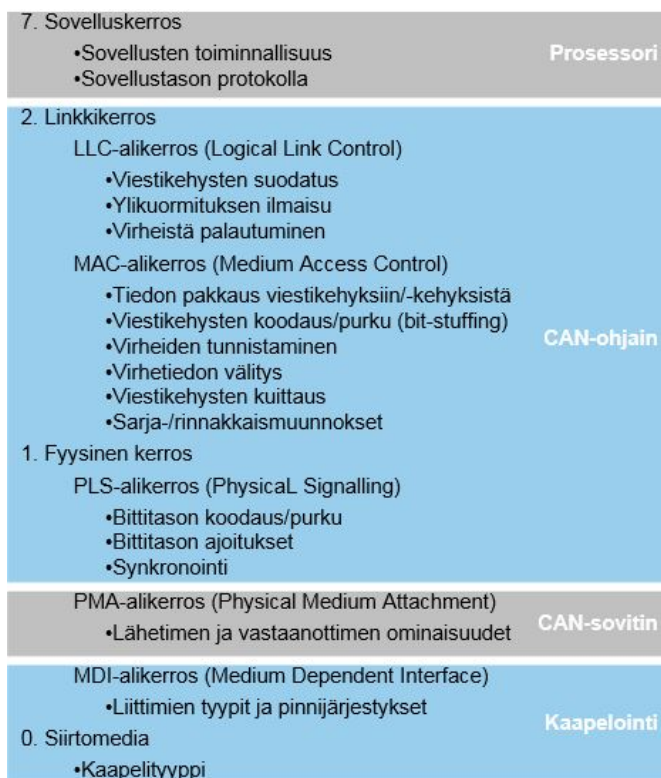 7. Sovelluskerros
•Sovellusten toiminnallisuus
•Sovellustason protokolla
Prosessori
2. Linkkikerros
LLC-alikerros (Logical Link Control)
•Viestikehysten suodatus
•Ylikuormituksen ilmaisu
•Virheistä palautuminen
MAC-alikerros (Medium Access Control)
•Tiedon pakkaus viestikehyksiin/-kehyksistä
•Viestikehysten koodaus/purku (bit-stuffing)
•Virheiden tunnistaminen
•Virhetiedon välitys
•Viestikehysten kuittaus
•Sarja-/rinnakkaismuunnokset
1. Fyysinen kerros
PLS-alikerros (PhysicaL Signalling)
•Bittitason koodaus/purku
•Bittitason ajoitukset
•Synkronointi
CAN-ohjain
PMA-alikerros (Physical Medium Attachment)
•Lähetimen ja vastaanottimen ominaisuudet
CAN-sovitin
MDI-alikerros (Medium Dependent Interface)
•Liittimien tyypit ja pinnijärjestykset
0. Siirtomedia
•Kaapelityyppi
Kaapelointi